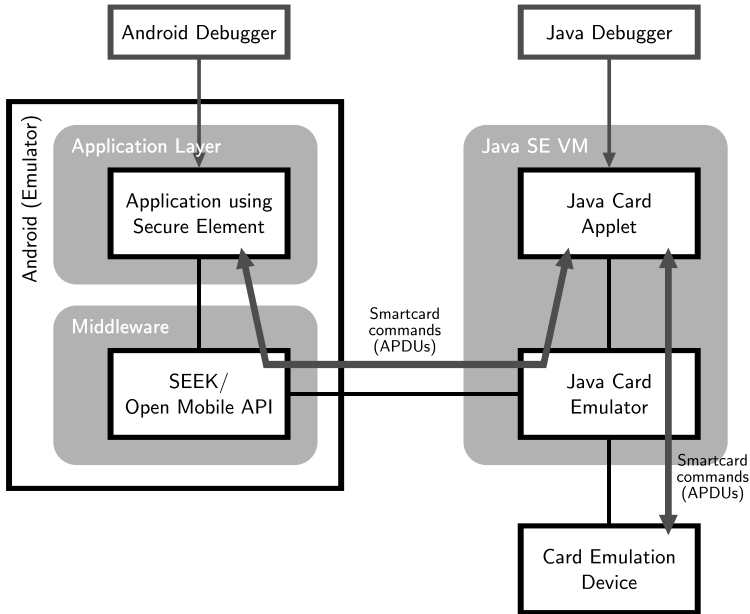 Android Debugger
Java Debugger
Android (Emulator)
Application Layer
Application using
Secure Element
Middleware
SEEK/
Open Mobile API
Smartcard
commands
(APDUs)
Java SE VM
Java Card
Applet
Java Card
Emulator
Smartcard
commands
(APDUs)
Card Emulation
Device